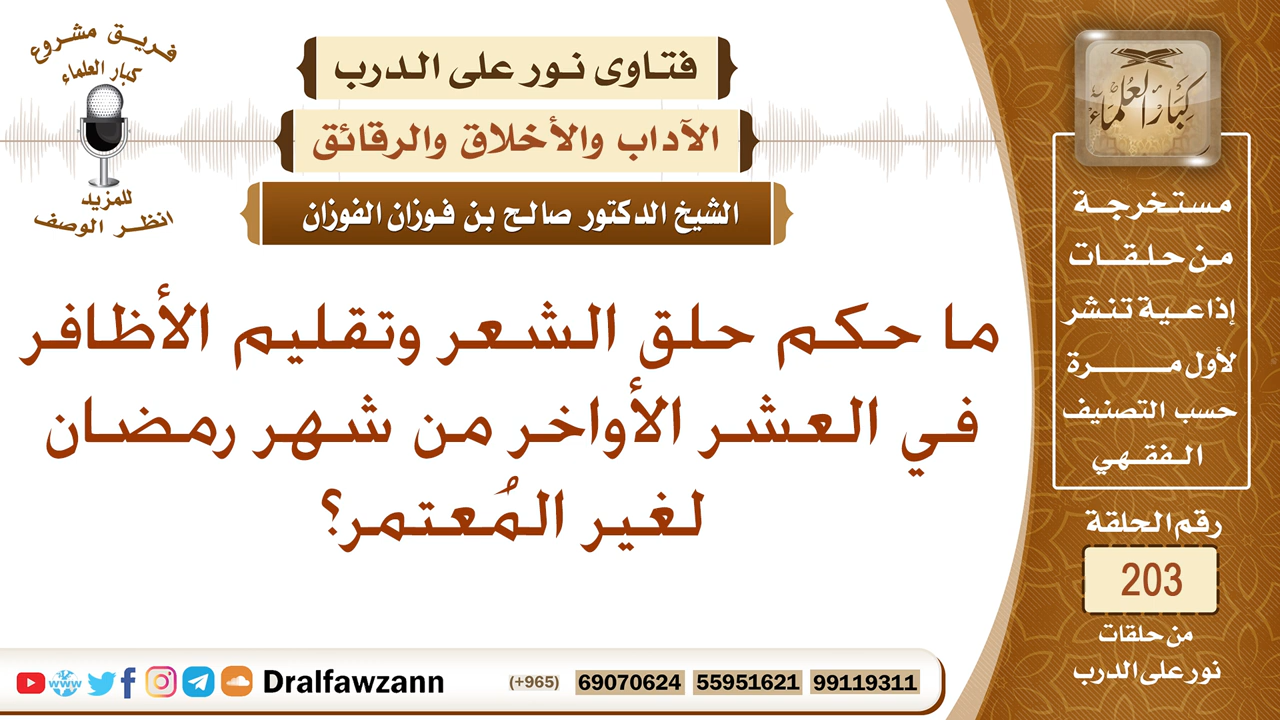 فريق مشروع
كبار العلماء
للمزيد
انظر الوصف
فتاوى نور على الدرب
الآداب والأخلاق والرقائق
الشيخ الدكتور صالح بن فوزان الفوزان
ما حكم حلق الشعر وتقليم الأظافر
في العشر الأواخر من شهر رمضان
لغير المُعتمر؟
كبار العلماء
مستخرجة
من حلقات
إذاعية تنشر
لأول مرة
حسب التصنيف
الفقهي
رقم الحلقة
203
من حلقات
نور على الدرب
www Dralfawzann (+965) 69070624 55951621 99119311